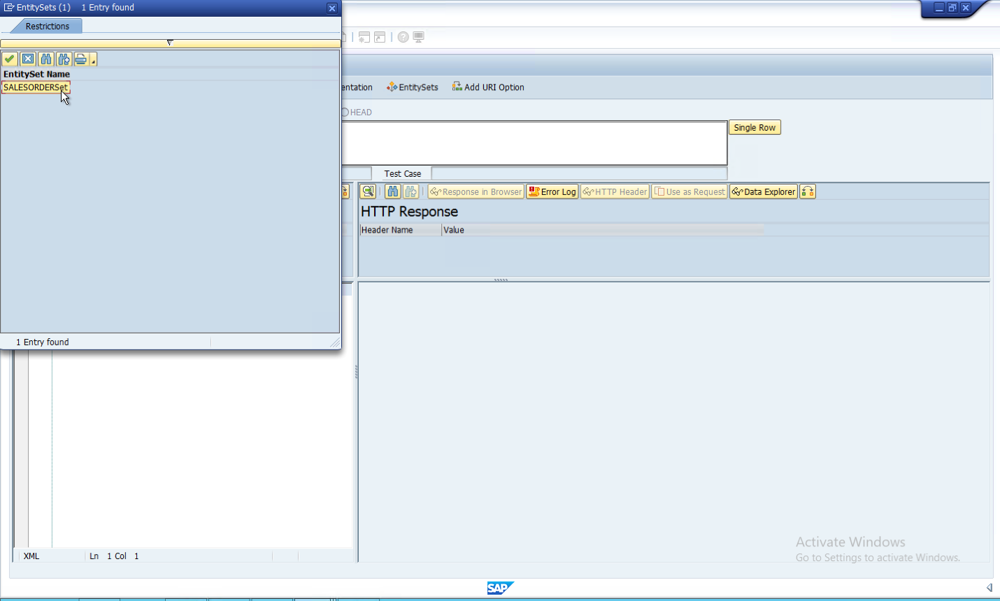 EntitySets (1) 1 Entry found
Restrictions
EntitySet Name
SALESORDERSet
1 Entry found
entation EntitySets Add URI Option
HEAD
Single Row
Test Case
Response in Browser Error Log HTTP Header Use as Request Data Explorer
HTTP Response
Header Name Value
XML Ln 1 Col 1
Activate Windows
Go to Settings to activate Windows.
SAP